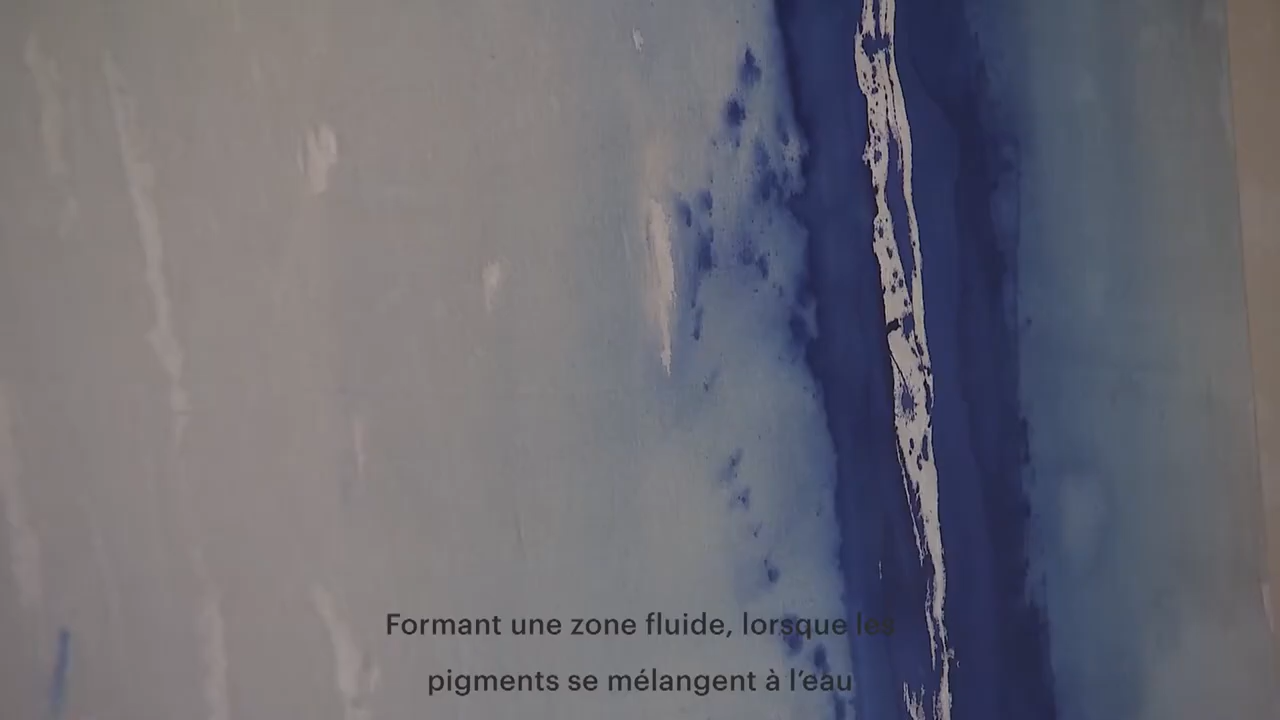 Formant une zone fluide, lorsque les
pigments se mélangent à l’eau